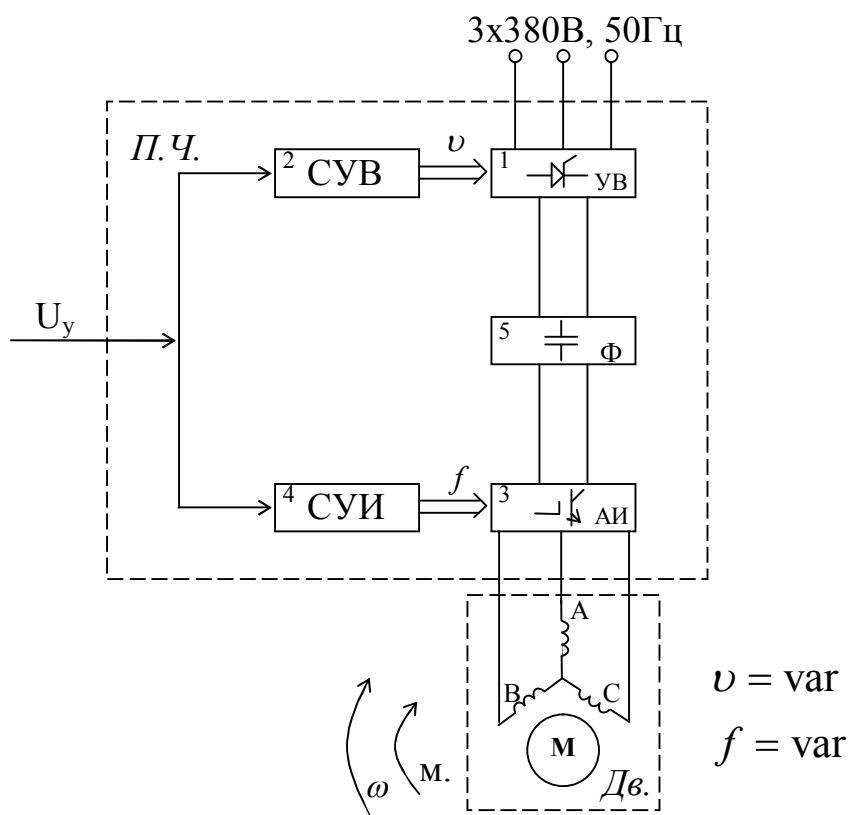 3х380В, 50Гц
П.Ч.
2 СУВ
υ
1 УВ
Uу
5 Ф
4 СУИ
f
3 АИ
A
B C
М
Дв.
ω м.
υ = var
f = var